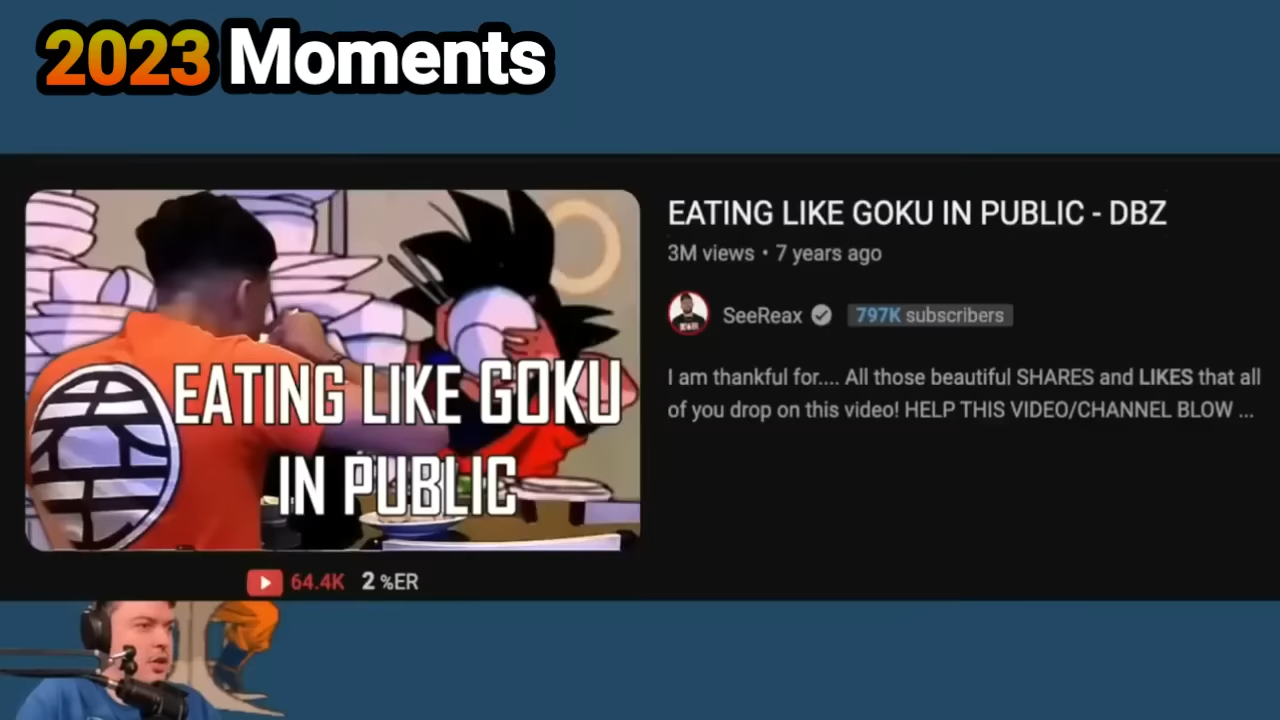 2023 Moments
EATING LIKE GOKU
IN PUBLIC
EATING LIKE GOKU IN PUBLIC - DBZ
3M views • 7 years ago
SeeReax 797K subscribers
I am thankful for.... All those beautiful SHARES and LIKES that all
of you drop on this video! HELP THIS VIDEO/CHANNEL BLOW ...
64.4K 2 %ER